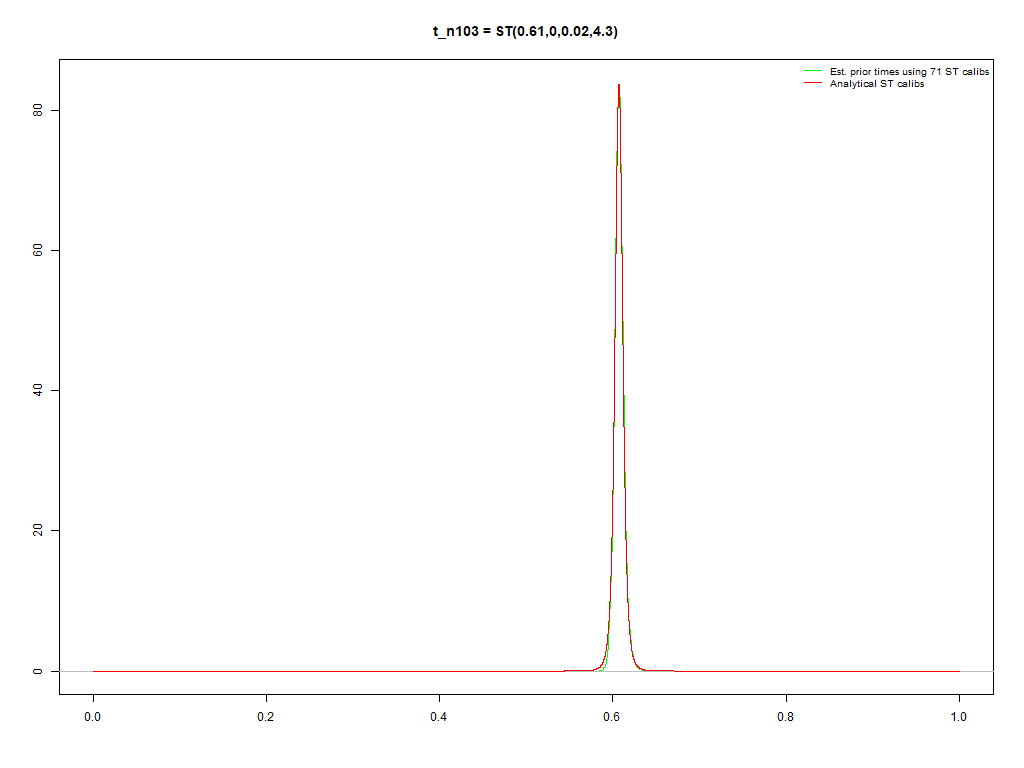 t_n103 = ST(0.61,0,0.02,4.3)
Est. prior times using 71 ST calibs
Analytical ST calibs
80
60
40
20
0
0.0 0.2 0.4 0.6 0.8 1.0